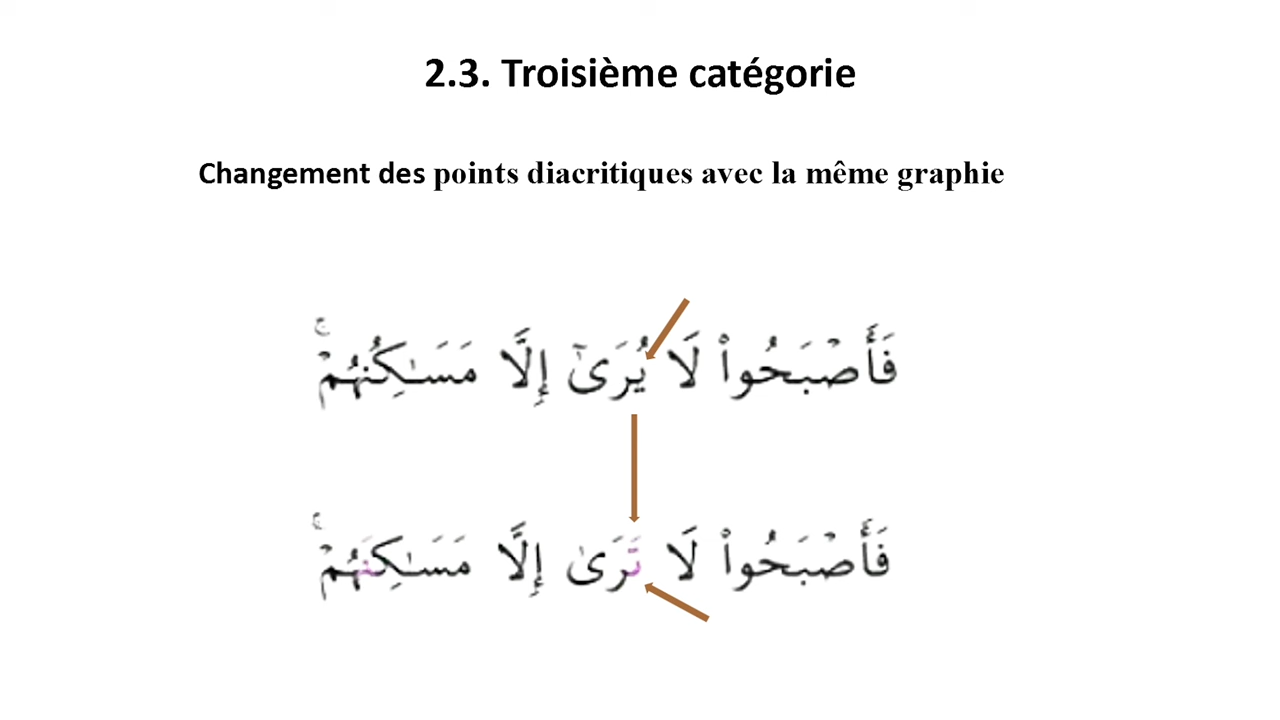 2.3. Troisième catégorie
Changement des points diacritiques avec la même graphie
فَأَصْبَحُوا۟ لَا يُرَىٰٓ إِلَّا مَسَـٰكِنُهُمْ ۚ
فَأَصْبَحُوا۟ لَا تَرَىٰ إِلَّا مَسَـٰكِنَهُمْ ۚ